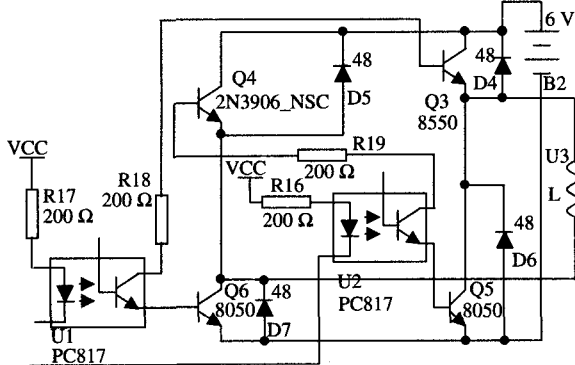 6 V
48
Q4
48
D4
B2
2N3906_NSC
D5
Q3
8550
VCC
R18
R19
U3
VCC
200 Ω
R17
200 Ω
R16
200 Ω
200 Ω
L
48
D6
Q6
48
U2
Q5
8050
PC817
8050
U1
D7
PC817